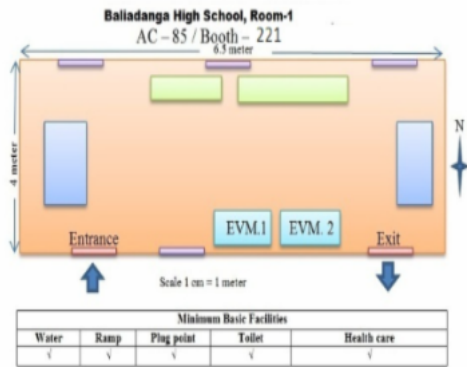 Baliadanga High School, Room-1
AC – 85 / Booth – 221
6.5 meter
4 meter
N
EVM.1 EVM. 2
Entrance Exit
Scale 1 cm = 1 meter
Minimum Basic Facilities
Water Ramp Plug point Toilet Health care
√ √ √ √ √